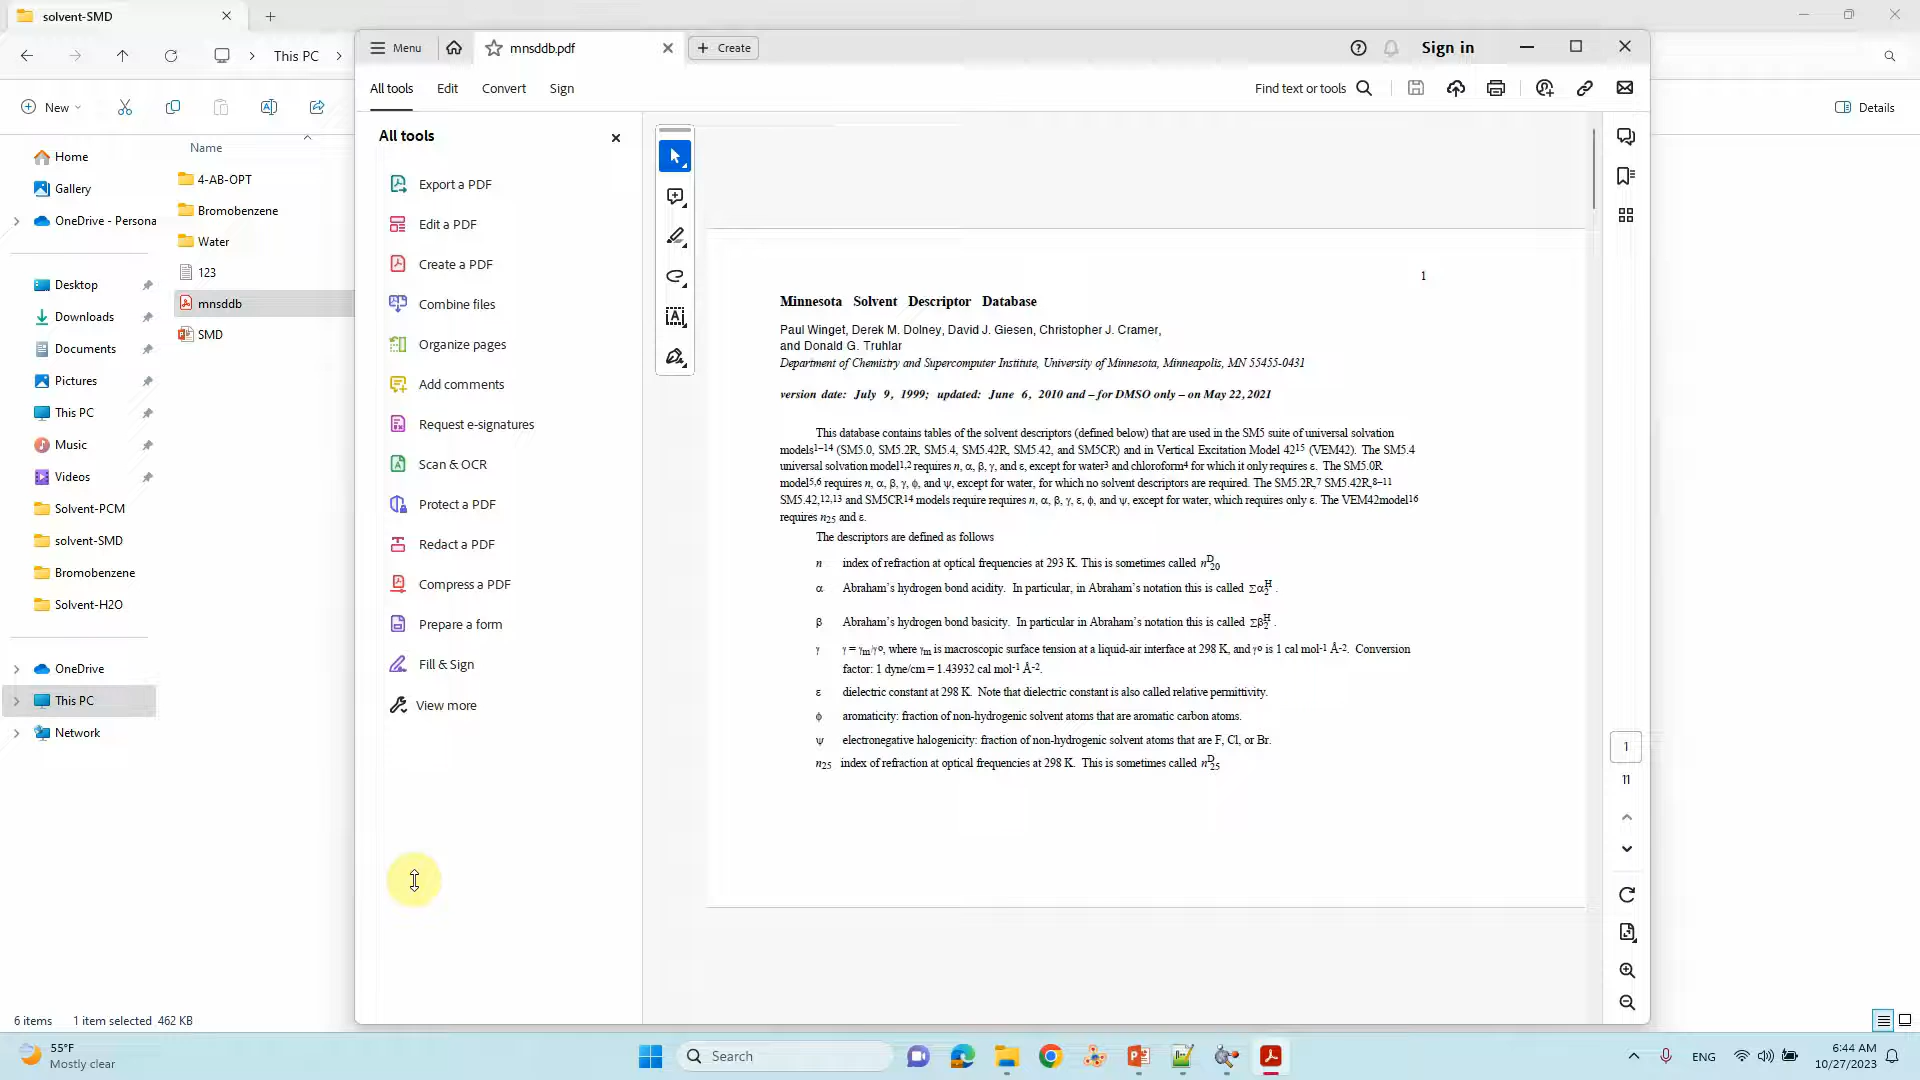 solvent-SMD
This PC
New
Details
Home
Gallery
OneDrive - Persona
Desktop
Downloads
Documents
Pictures
This PC
Music
Videos
Solvent-PCM
solvent-SMD
Bromobenzene
Solvent-H2O
OneDrive
This PC
Network
Name
4-AB-OPT
Bromobenzene
Water
123
mnsddb
SMD
6 items 1 item selected 462 KB
Menu
mnsddb.pdf
Create
Sign in
All tools Edit Convert Sign
Find text or tools
All tools
Export a PDF
Edit a PDF
Create a PDF
Combine files
Organize pages
Add comments
Request e-signatures
Scan & OCR
Protect a PDF
Redact a PDF
Compress a PDF
Prepare a form
Fill & Sign
View more
1
Minnesota Solvent Descriptor Database
Paul Winget, Derek M. Dolney, David J. Giesen, Christopher J. Cramer,
and Donald G. Truhlar
Department of Chemistry and Supercomputer Institute, University of Minnesota, Minneapolis, MN 55455-0431
version date: July 9, 1999; updated: June 6, 2010 and – for DMSO only – on May 22, 2021
This database contains tables of the solvent descriptors (defined below) that are used in the SM5 suite of universal solvation
models1–14 (SM5.0, SM5.2R, SM5.4, SM5.42R, SM5.42, and SM5CR) and in Vertical Excitation Model 4215 (VEM42). The SM5.4
universal solvation model1,2 requires n, α, β, γ, and ε, except for water3 and chloroform4 for which it only requires ε. The SM5.0R
model5,6 requires n, α, β, γ, ϕ, and ψ, except for water, for which no solvent descriptors are required. The SM5.2R,7 SM5.42R,8–11
SM5.42,12,13 and SM5CR14 models require requires n, α, β, γ, ε, ϕ, and ψ, except for water, which requires only ε. The VEM42model16
requires n25 and ε.
The descriptors are defined as follows
n index of refraction at optical frequencies at 293 K. This is sometimes called nD20
α Abraham's hydrogen bond acidity. In particular, in Abraham's notation this is called ΣαH2 .
β Abraham's hydrogen bond basicity. In particular in Abraham's notation this is called ΣβH2 .
γ γ = γm/γo, where γm is macroscopic surface tension at a liquid-air interface at 298 K, and γo is 1 cal mol-1 Å-2. Conversion
factor: 1 dyne/cm = 1.43932 cal mol-1 Å-2.
ε dielectric constant at 298 K. Note that dielectric constant is also called relative permittivity.
ϕ aromaticity: fraction of non-hydrogenic solvent atoms that are aromatic carbon atoms.
ψ electronegative halogenicity: fraction of non-hydrogenic solvent atoms that are F, Cl, or Br.
n25 index of refraction at optical frequencies at 298 K. This is sometimes called nD25
1
11
55°F
Mostly clear
Search
ENG
6:44 AM
10/27/2023